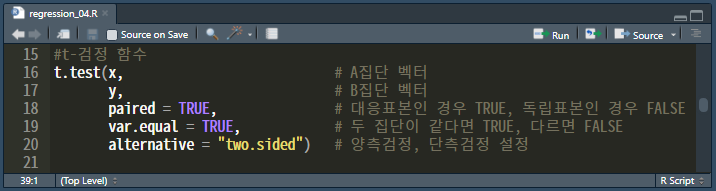 regression_04.R
Source on Save
Run
Source
15 #t-검정 함수
16 t.test(x, # A집단 벡터
17 y, # B집단 벡터
18 paired = TRUE, # 대응표본인 경우 TRUE, 독립표본인 경우 FALSE
19 var.equal = TRUE, # 두 집단이 같다면 TRUE, 다르면 FALSE
20 alternative = "two.sided") # 양측검정, 단측검정 설정
21
39:1 (Top Level) R Script